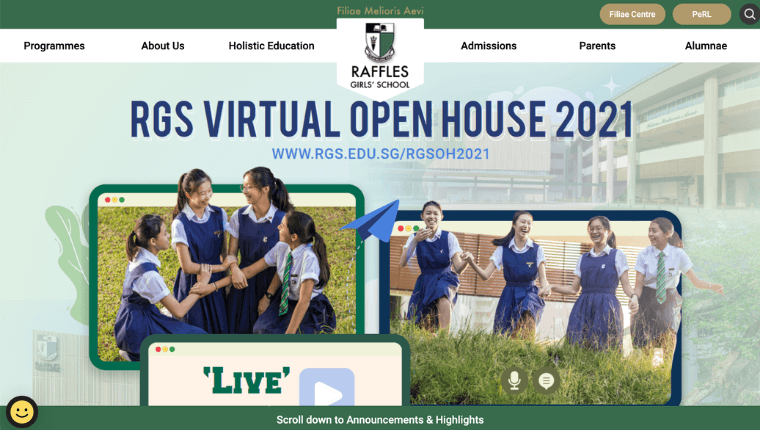 Filiae Melioris Aevi
Filiae Centre
PeRL
Programmes
About Us
Holistic Education
RAFFLES
GIRLS' SCHOOL
Admissions
Parents
Alumnae
RGS VIRTUAL OPEN HOUSE 2021
WWW.RGS.EDU.SG/RGSOH2021
'LIVE'
Scroll down to Announcements & Highlights